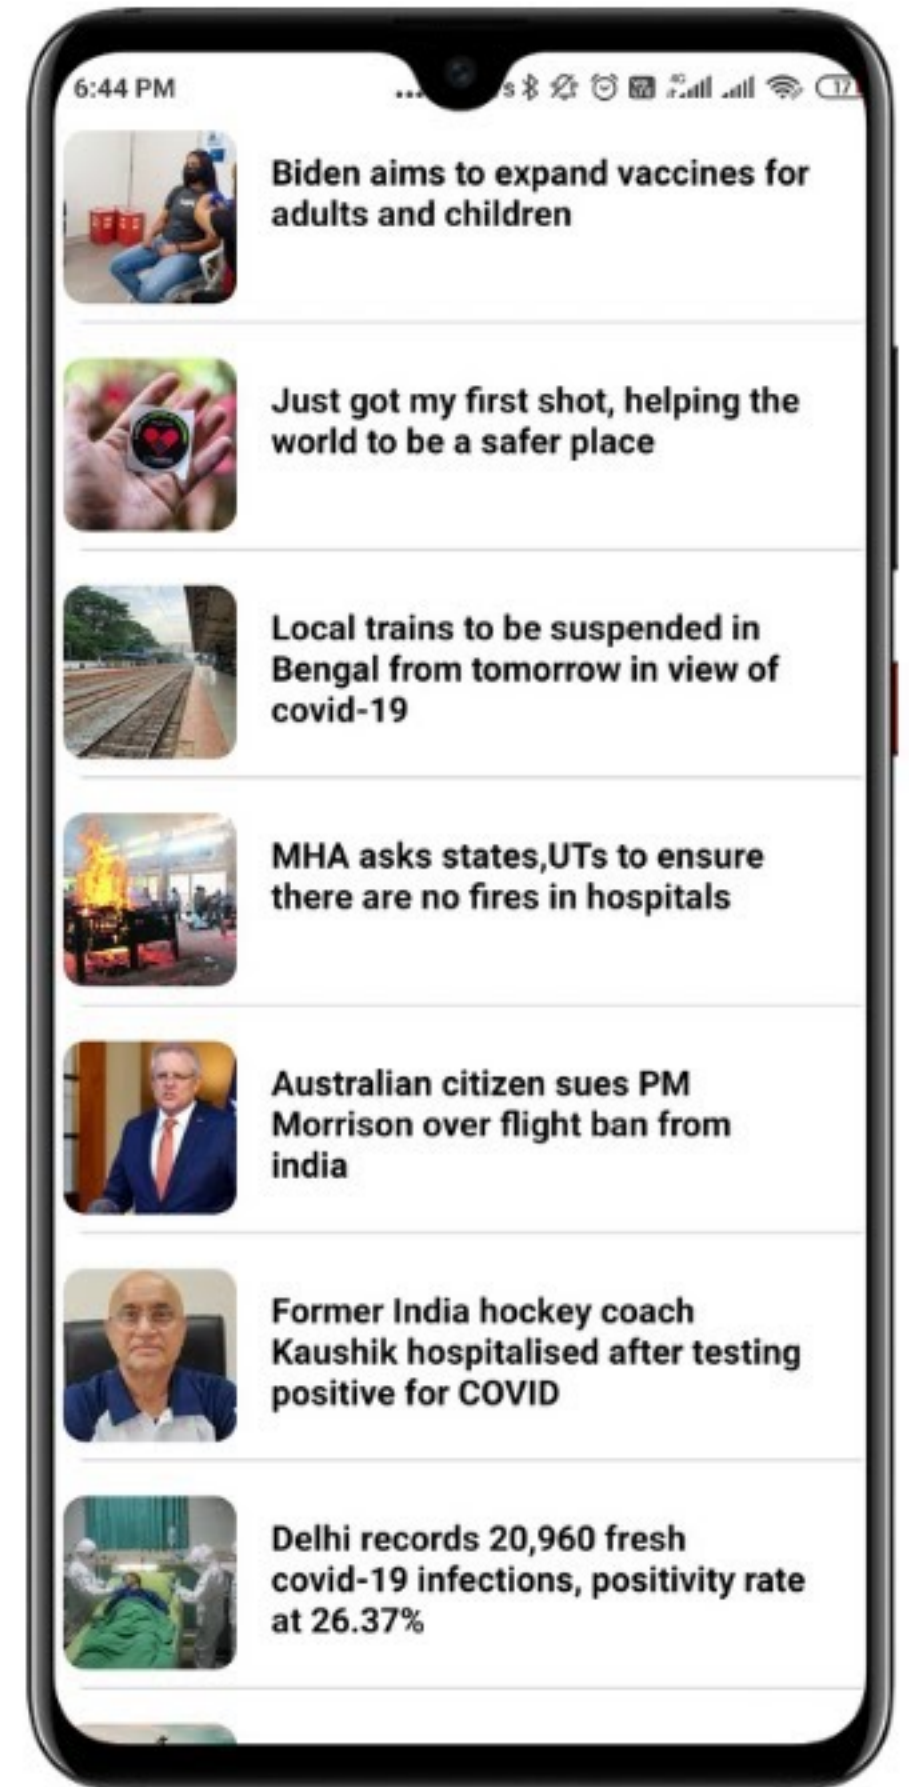 6:44 PM
4G
17
Biden aims to expand vaccines for
adults and children
Just got my first shot, helping the
world to be a safer place
Local trains to be suspended in
Bengal from tomorrow in view of
covid-19
MHA asks states,UTs to ensure
there are no fires in hospitals
Australian citizen sues PM
Morrison over flight ban from
india
Former India hockey coach
Kaushik hospitalised after testing
positive for COVID
Delhi records 20,960 fresh
covid-19 infections, positivity rate
at 26.37%